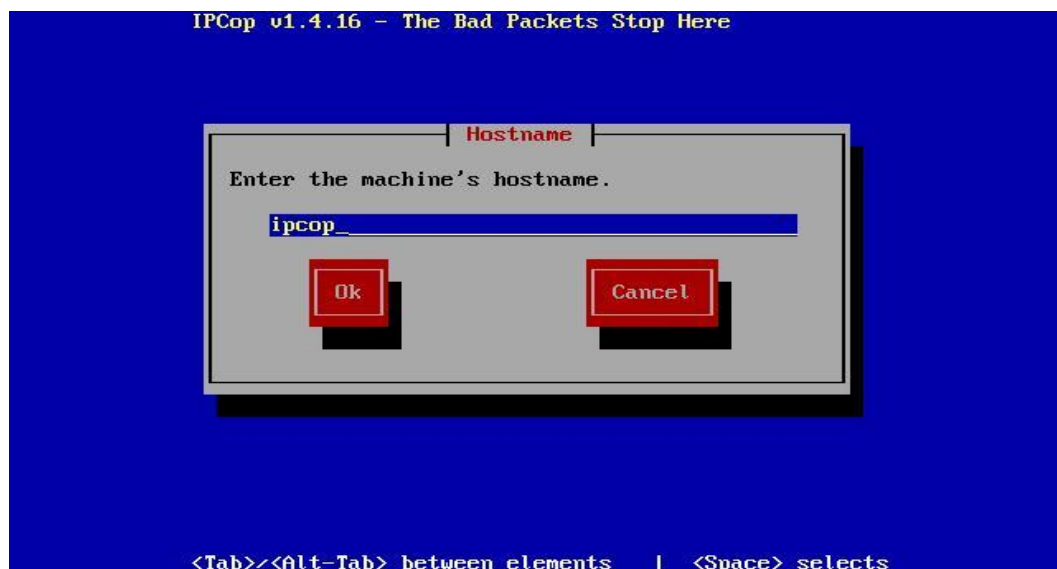 IPCop v1.4.16 - The Bad Packets Stop Here
Hostname
Enter the machine's hostname.
ipcop_
Ok Cancel
<Tab>/<Alt-Tab> between elements | <Space> selects